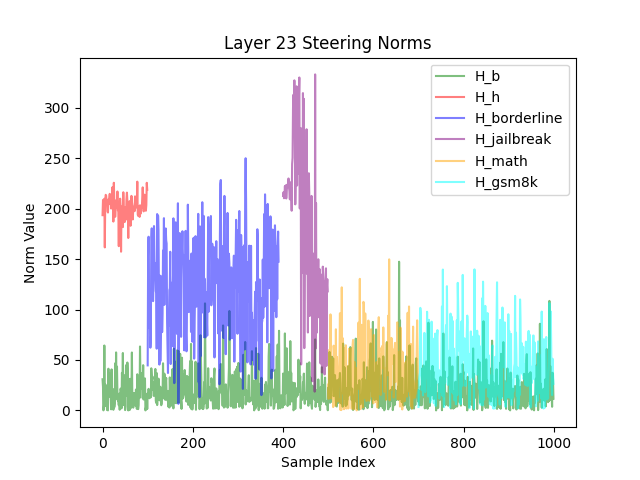 Layer 23 Steering Norms
H_b
H_h
H_borderline
H_jailbreak
H_math
H_gsm8k
300
250
200
150
100
50
0
Norm Value
0
200
400
600
800
1000
Sample Index